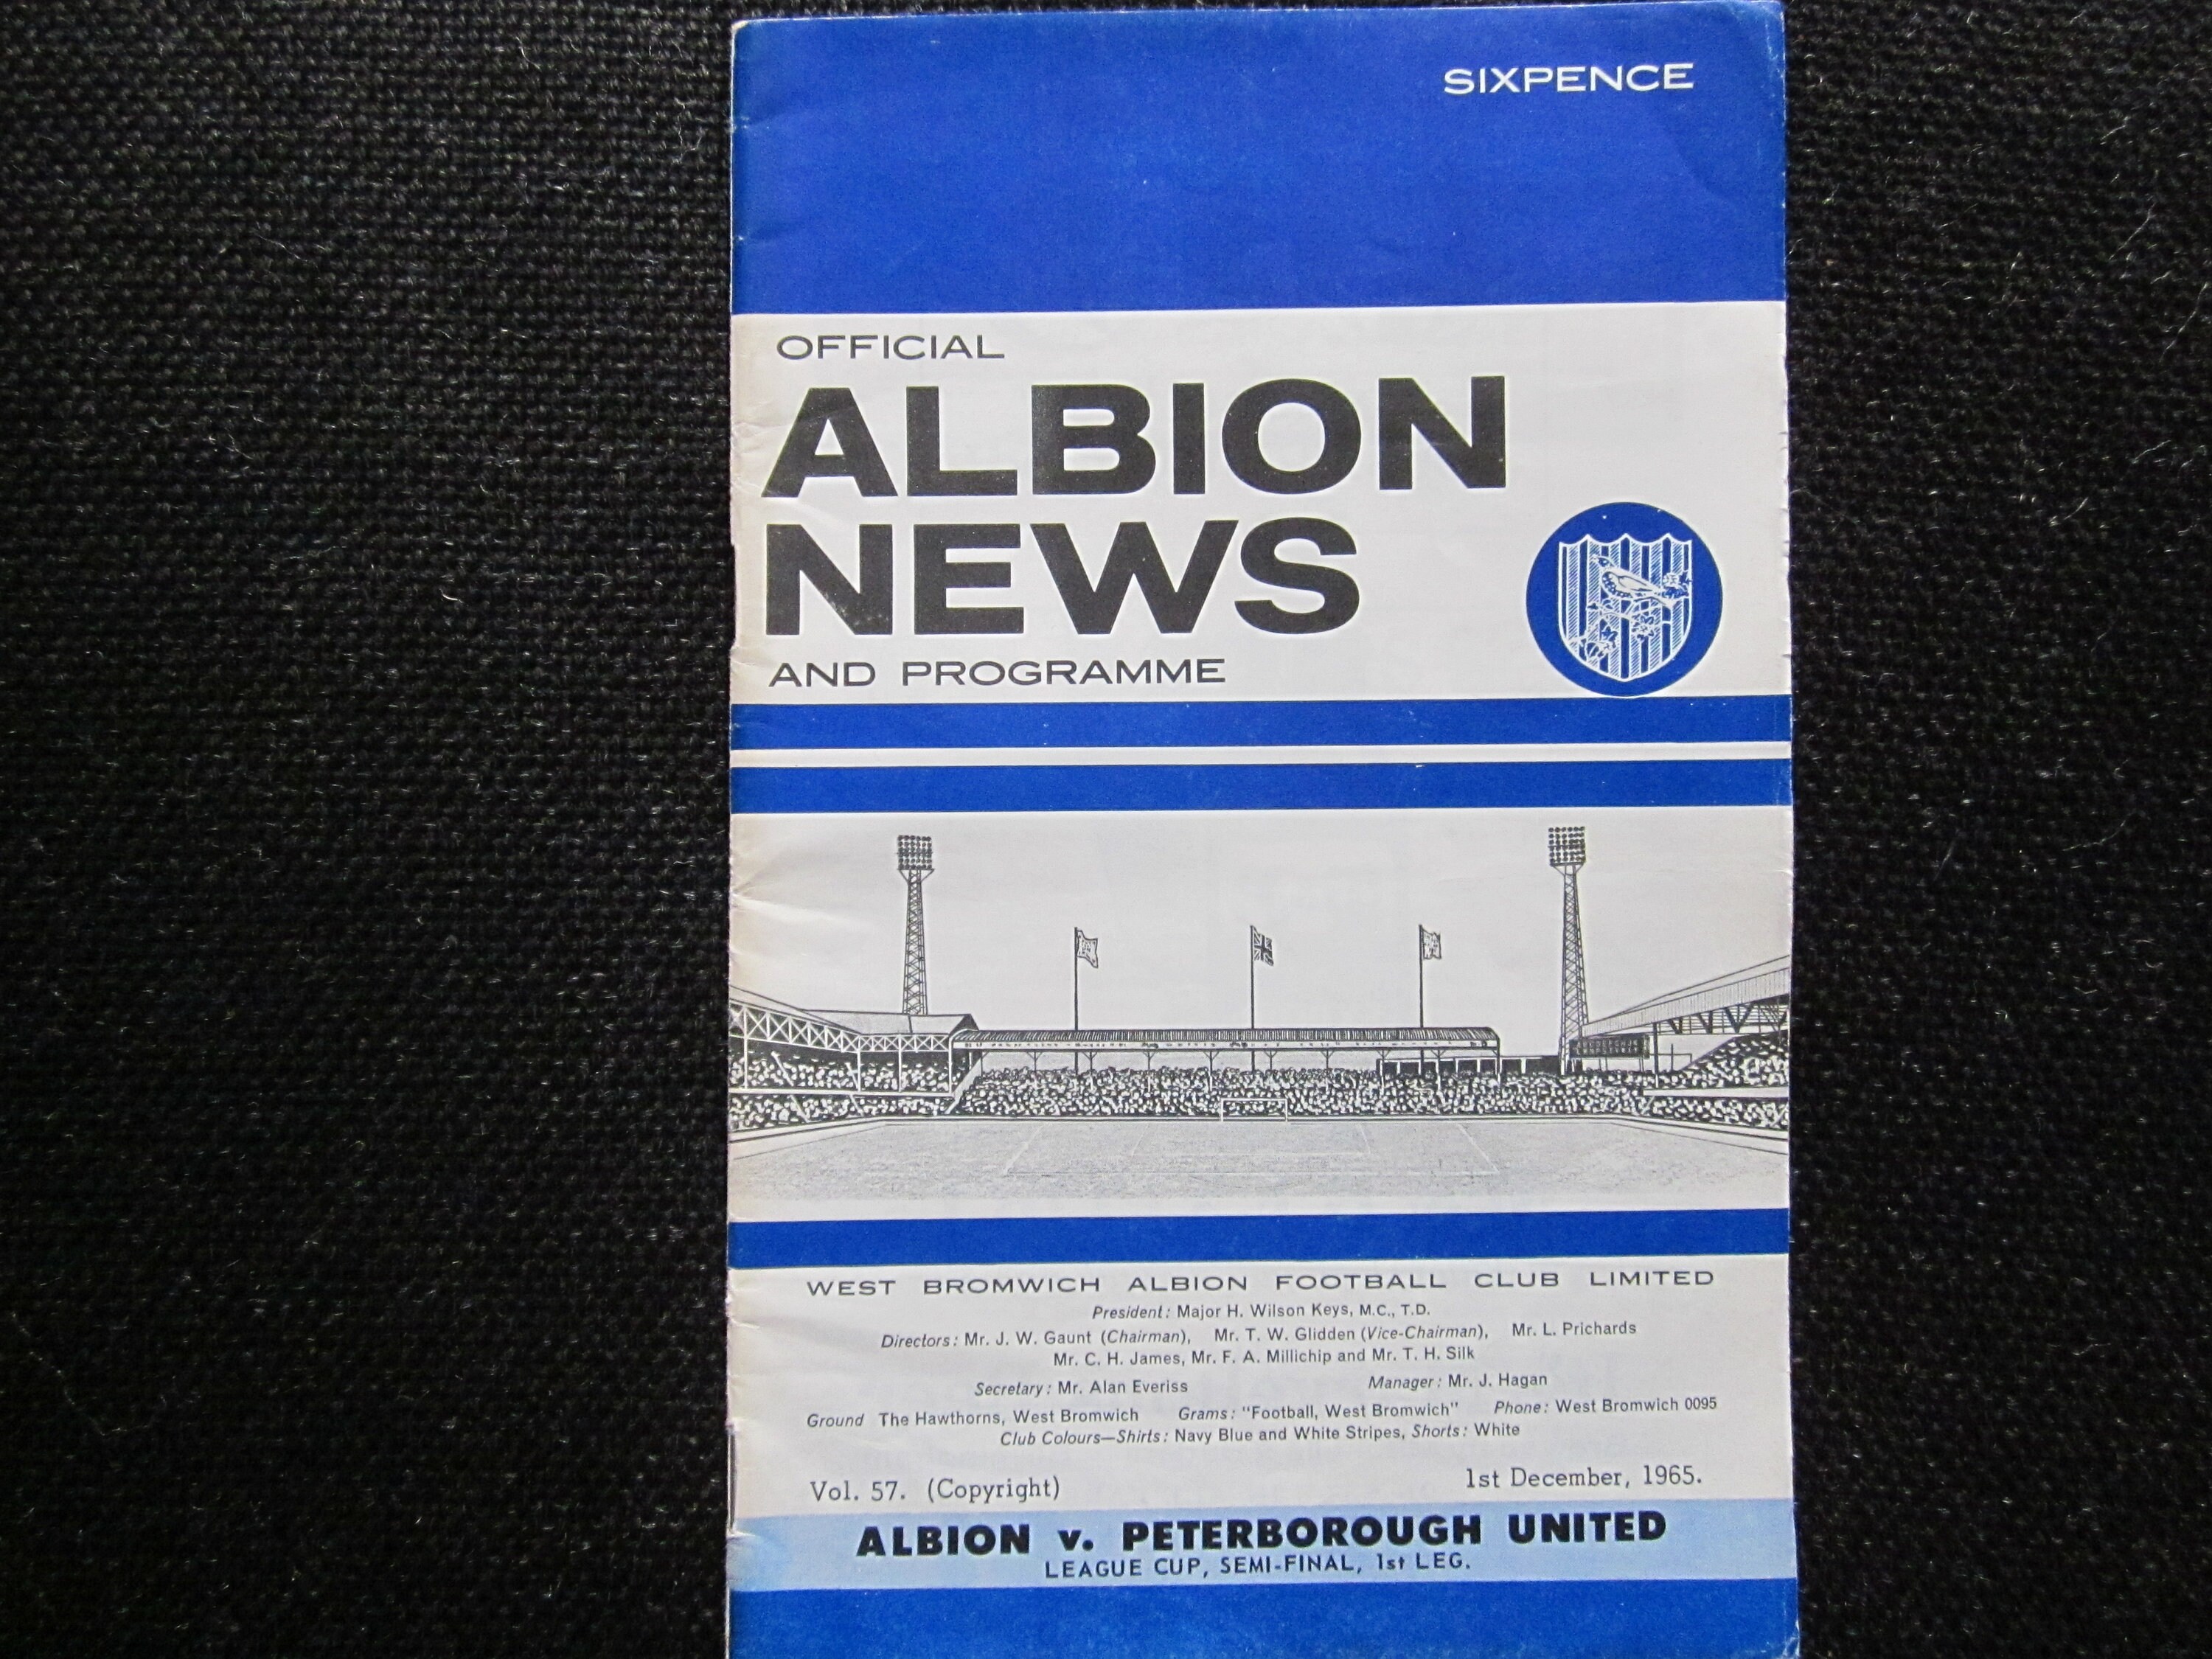 SIXPENCE
OFFICIAL
ALBION
NEWS
AND PROGRAMME
WEST BROMWICH ALBION FOOTBALL CLUB LIMITED
President: Major H. Wilson Keys, M.C., T.D.
Directors: Mr. J. W. Gaunt (Chairman), Mr. T. W. Glidden (Vice-Chairman), Mr. L. Prichards
Mr. C. H. James, Mr. F. A. Millichip and Mr. T. H. Silk
Secretary: Mr. Alan Everiss Manager: Mr. J. Hagan
Ground The Hawthorns, West Bromwich Grams: "Football, West Bromwich" Phone: West Bromwich 0095
Club Colours—Shirts: Navy Blue and White Stripes, Shorts: White
Vol. 57. (Copyright) 1st December, 1965.
ALBION v. PETERBOROUGH UNITED
LEAGUE CUP, SEMI-FINAL, 1st LEG.